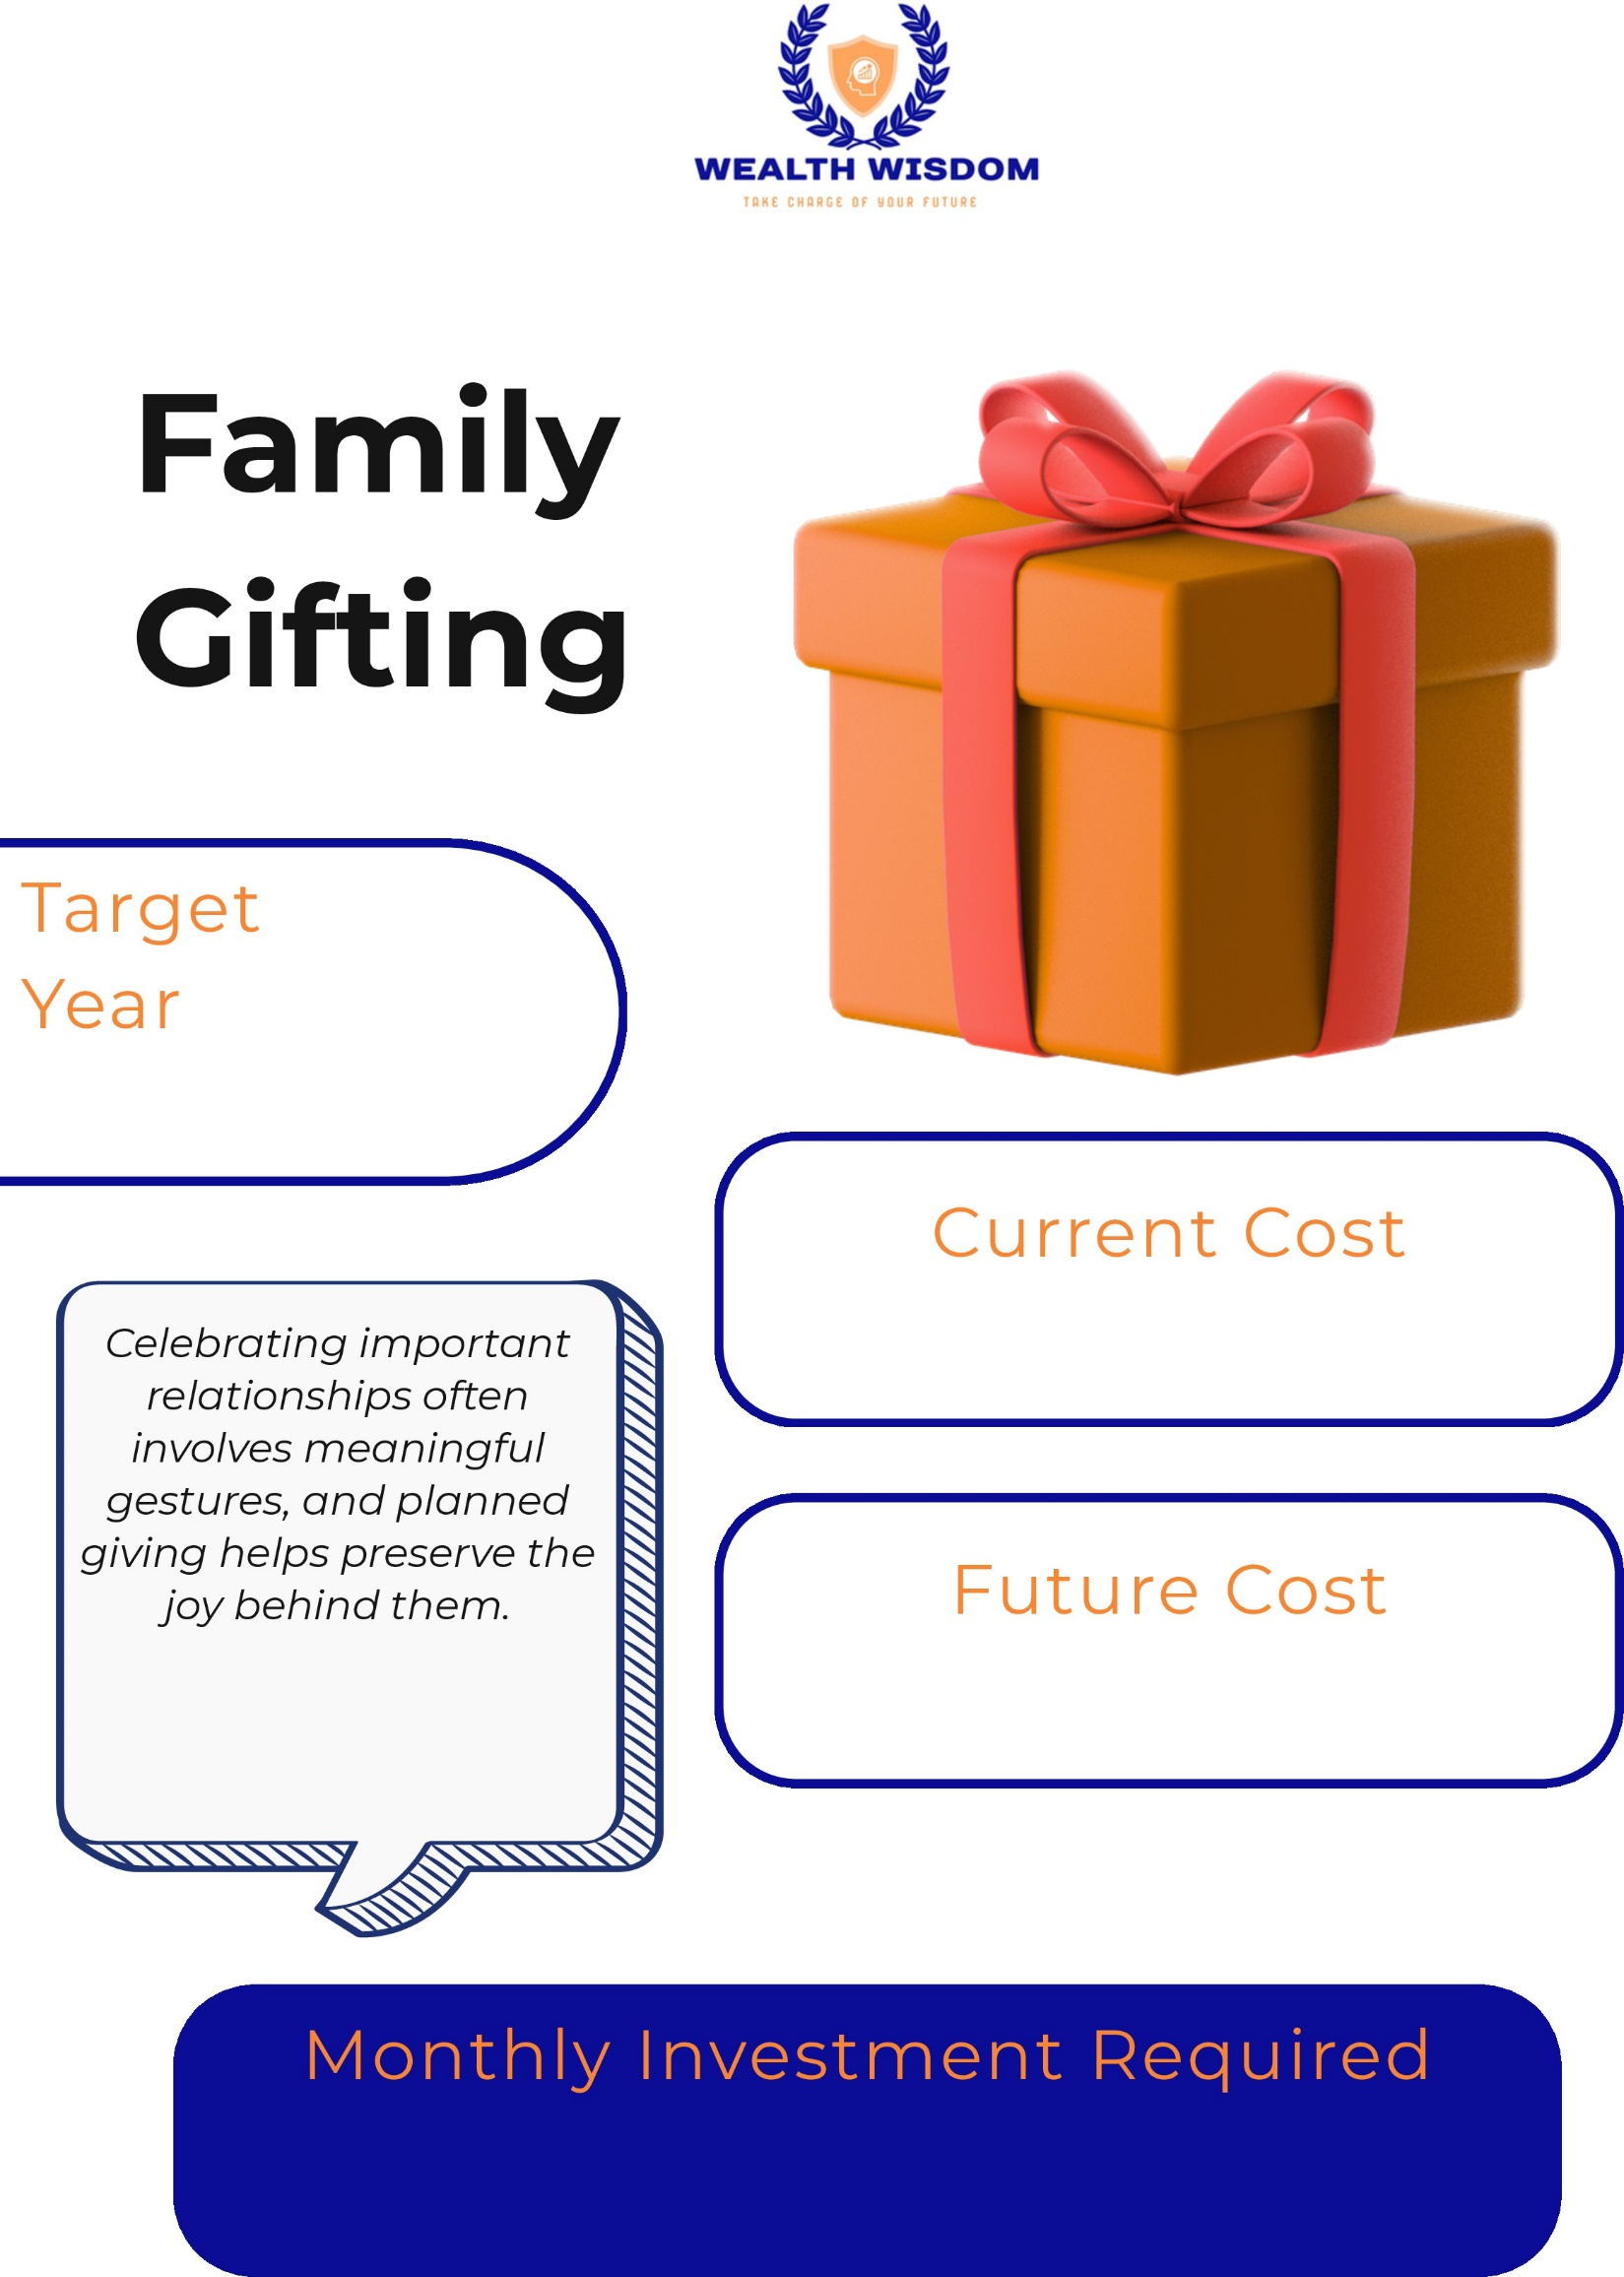 WEALTH WISDOM
TAKE CHARGE OF YOUR FUTURE
Family
Gifting
Target
Year
Current Cost
Celebrating important
relationships often
involves meaningful
gestures, and planned
giving helps preserve the
joy behind them.
Future Cost
Monthly Investment Required